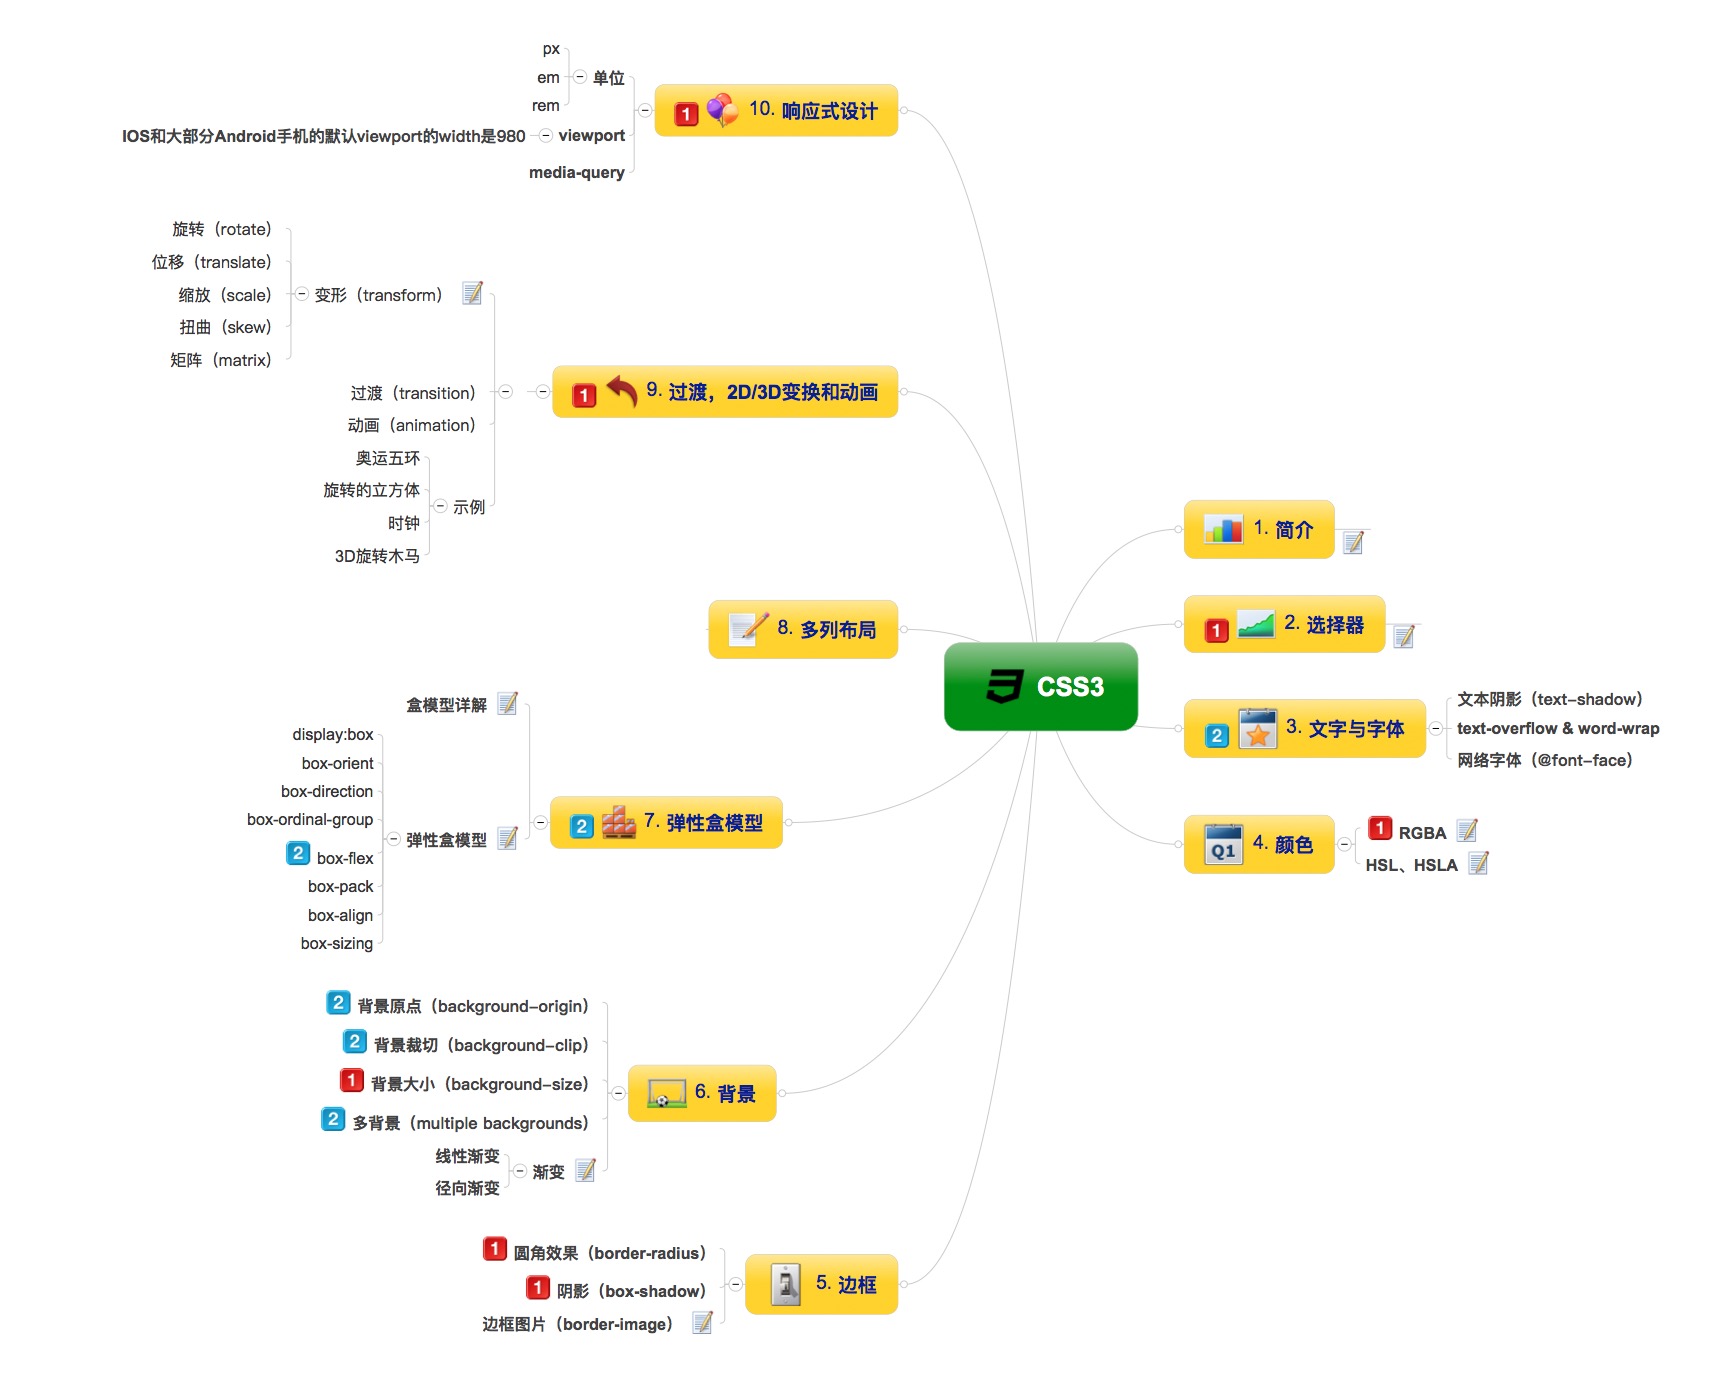 CSS3
1. 简介
1
2. 选择器
2
3. 文字与字体
文本阴影（text-shadow）
text-overflow & word-wrap
网络字体（@font-face）
Q1
4. 颜色
1 RGBA
HSL、HSLA
5. 边框
1 圆角效果（border-radius）
1 阴影（box-shadow）
边框图片（border-image）
6. 背景
2 背景原点（background-origin）
2 背景裁切（background-clip）
1 背景大小（background-size）
2 多背景（multiple backgrounds）
渐变
线性渐变
径向渐变
2
7. 弹性盒模型
盒模型详解
弹性盒模型
display:box
box-orient
box-direction
box-ordinal-group
2 box-flex
box-pack
box-align
box-sizing
8. 多列布局
1
9. 过渡，2D/3D变换和动画
变形（transform）
旋转（rotate）
位移（translate）
缩放（scale）
扭曲（skew）
矩阵（matrix）
过渡（transition）
动画（animation）
示例
奥运五环
旋转的立方体
时钟
3D旋转木马
1
10. 响应式设计
单位
px
em
rem
viewport
IOS和大部分Android手机的默认viewport的width是980
media-query